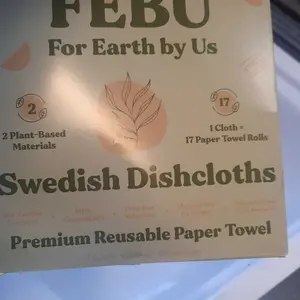 FEBU
For Earth by Us
2
2 Plant-Based
Materials
17
1 Cloth =
17 Paper Towel Rolls
Swedish Dishcloths
Premium Reusable Paper Towel